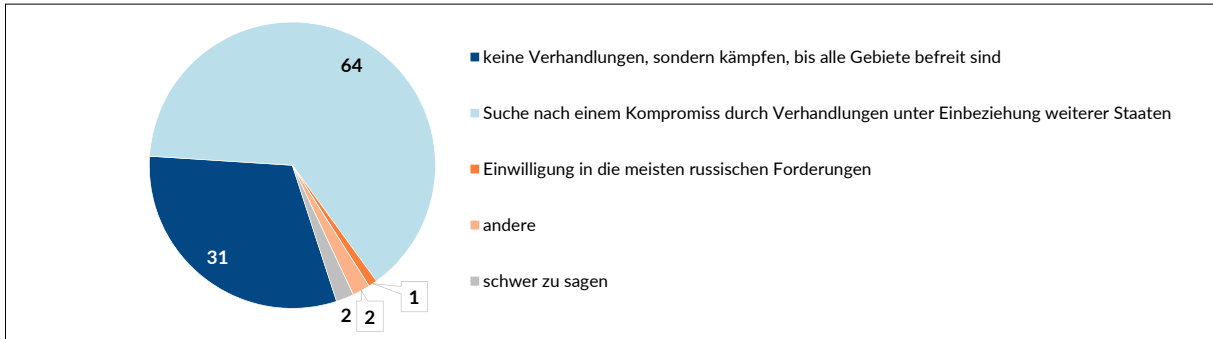 64
31
2
2
1
keine Verhandlungen, sondern kämpfen, bis alle Gebiete befreit sind
Suche nach einem Kompromiss durch Verhandlungen unter Einbeziehung weiterer Staaten
Einwilligung in die meisten russischen Forderungen
andere
schwer zu sagen